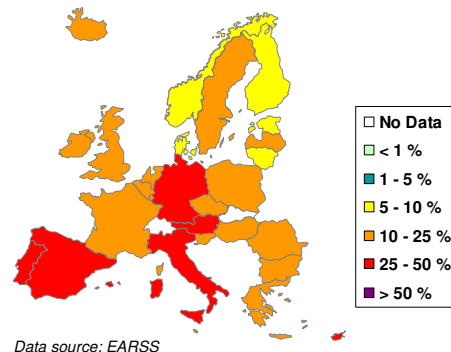 No Data
< 1 %
1 - 5 %
5 - 10 %
10 - 25 %
25 - 50 %
> 50 %
Data source: EARSS